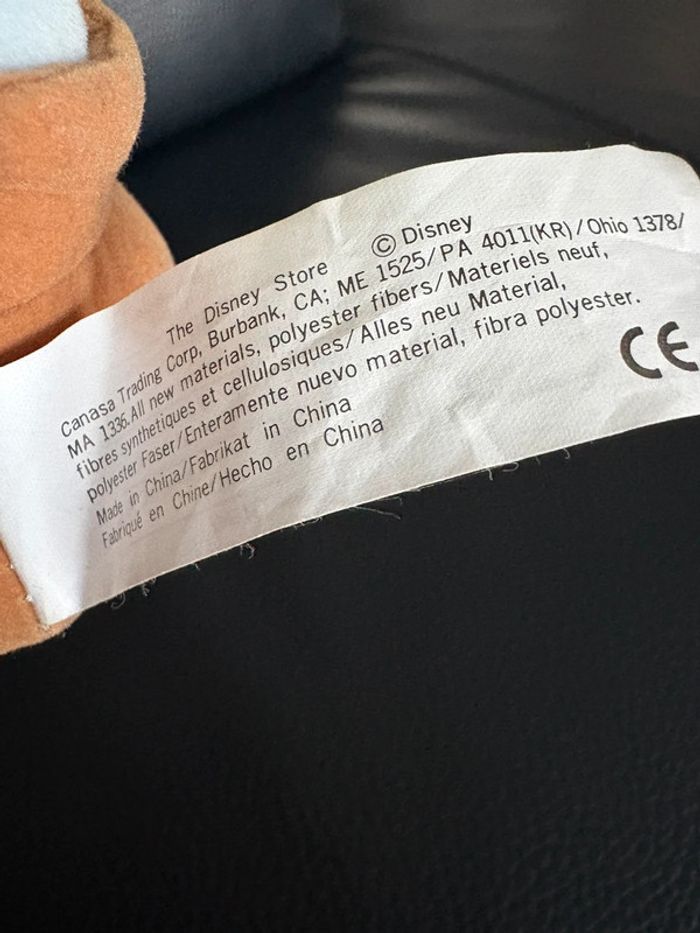 The Disney Store © Disney
Canasa Trading Corp, Burbank, CA; ME 1525/PA 4011(KR)/Ohio 1378/
MA 1336.All new materials, polyester fibers/Materiels neuf,
fibres synthetiques et cellulosiques/Alles neu Material,
polyester Faser/Enteramente nuevo material, fibra polyester.
Made in China/Fabrikat in China
Fabriqué en Chine/Hecho en China
CE